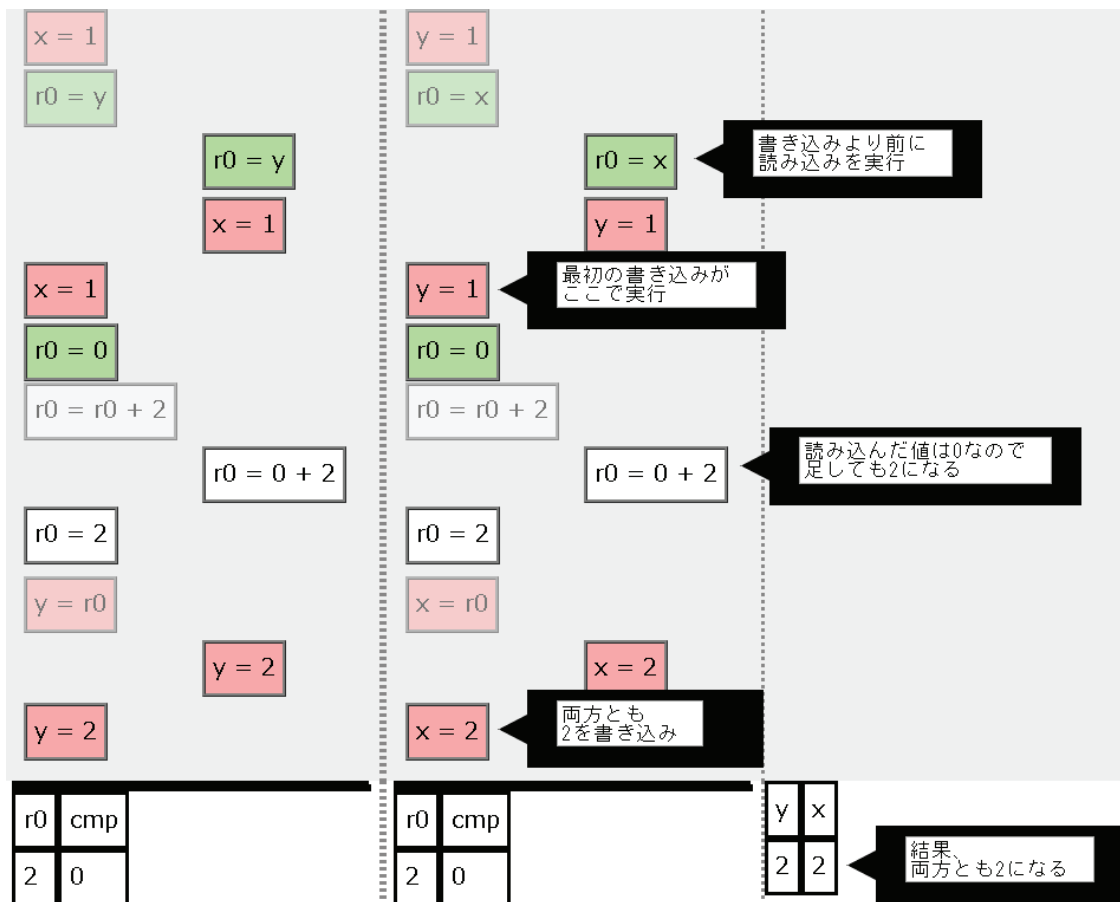 x = 1
y = 1
r0 = y
r0 = x
r0 = y
r0 = x
書き込みより前に
読み込みを実行
x = 1
y = 1
x = 1
y = 1
最初の書き込みが
ここで実行
r0 = 0
r0 = 0
r0 = r0 + 2
r0 = r0 + 2
r0 = 0 + 2
r0 = 0 + 2
読み込んだ値は0なので
足しても2になる
r0 = 2
r0 = 2
y = r0
x = r0
y = 2
x = 2
y = 2
x = 2
両方とも
2を書き込み
r0 cmp
2 0
r0 cmp
2 0
y x
2 2
結果、
両方とも2になる